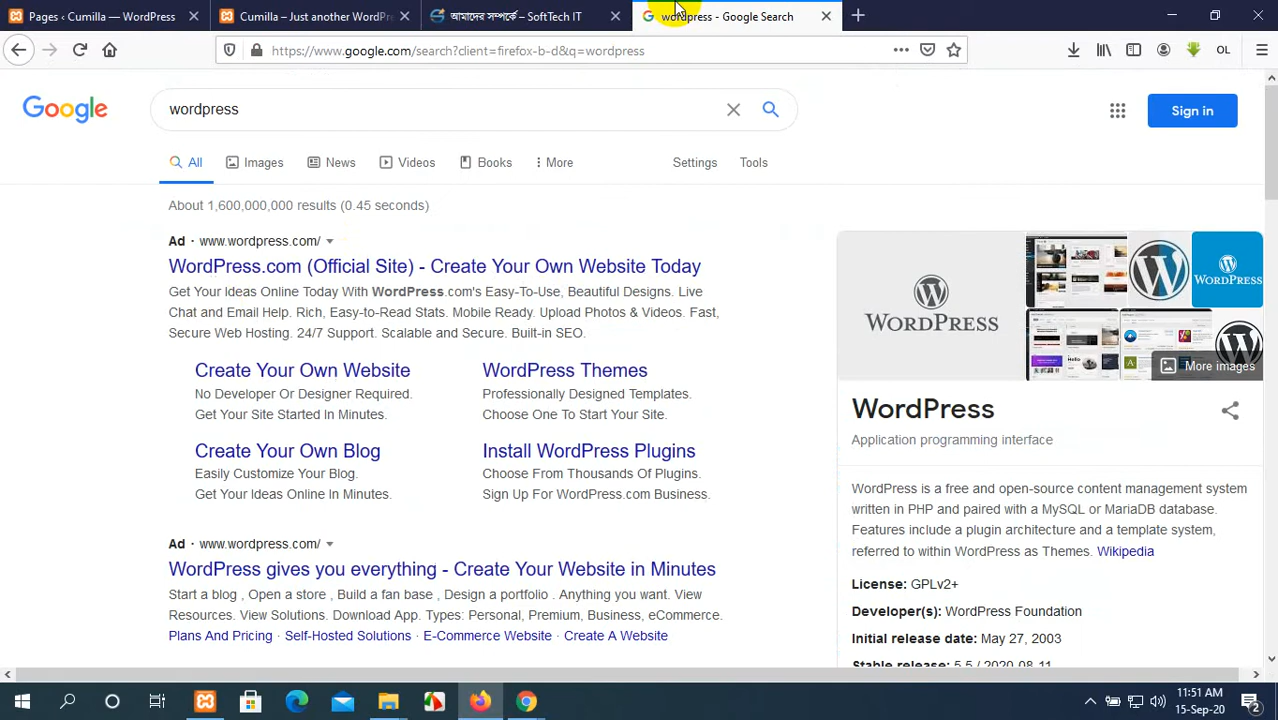 Pages ‹ Cumilla — WordPress
Cumilla – Just another WordPr
আমাদের সম্পর্কে – SoftTech IT
wordpress - Google Search
https://www.google.com/search?client=firefox-b-d&q=wordpress
OL
Google
wordpress
Sign in
All
Images
News
Videos
Books
More
Settings
Tools
About 1,600,000,000 results (0.45 seconds)
Ad · www.wordpress.com/
WordPress.com (Official Site) - Create Your Own Website Today
Get Your Ideas Online Today With WordPress.com's Easy-To-Use, Beautiful Designs. Live
Chat and Email Help. Rich, Easy-to-Read Stats. Mobile Ready. Upload Photos & Videos. Fast,
Secure Web Hosting. 24/7 Support. Scalable and Secure. Built-in SEO.
Create Your Own Website
No Developer Or Designer Required.
Get Your Site Started In Minutes.
WordPress Themes
Professionally Designed Templates.
Choose One To Start Your Site.
Create Your Own Blog
Easily Customize Your Blog.
Get Your Ideas Online In Minutes.
Install WordPress Plugins
Choose From Thousands Of Plugins.
Sign Up For WordPress.com Business.
Ad · www.wordpress.com/
WordPress gives you everything - Create Your Website in Minutes
Start a blog , Open a store , Build a fan base , Design a portfolio . Anything you want. View
Resources. View Solutions. Download App. Types: Personal, Premium, Business, eCommerce.
Plans And Pricing · Self-Hosted Solutions · E-Commerce Website · Create A Website
WORDPRESS
WORDPRESS
More images
WordPress
Application programming interface
WordPress is a free and open-source content management system
written in PHP and paired with a MySQL or MariaDB database.
Features include a plugin architecture and a template system,
referred to within WordPress as Themes. Wikipedia
License: GPLv2+
Developer(s): WordPress Foundation
Initial release date: May 27, 2003
Stable release: 5.5 / 2020-08-11
11:51 AM
15-Sep-20
2